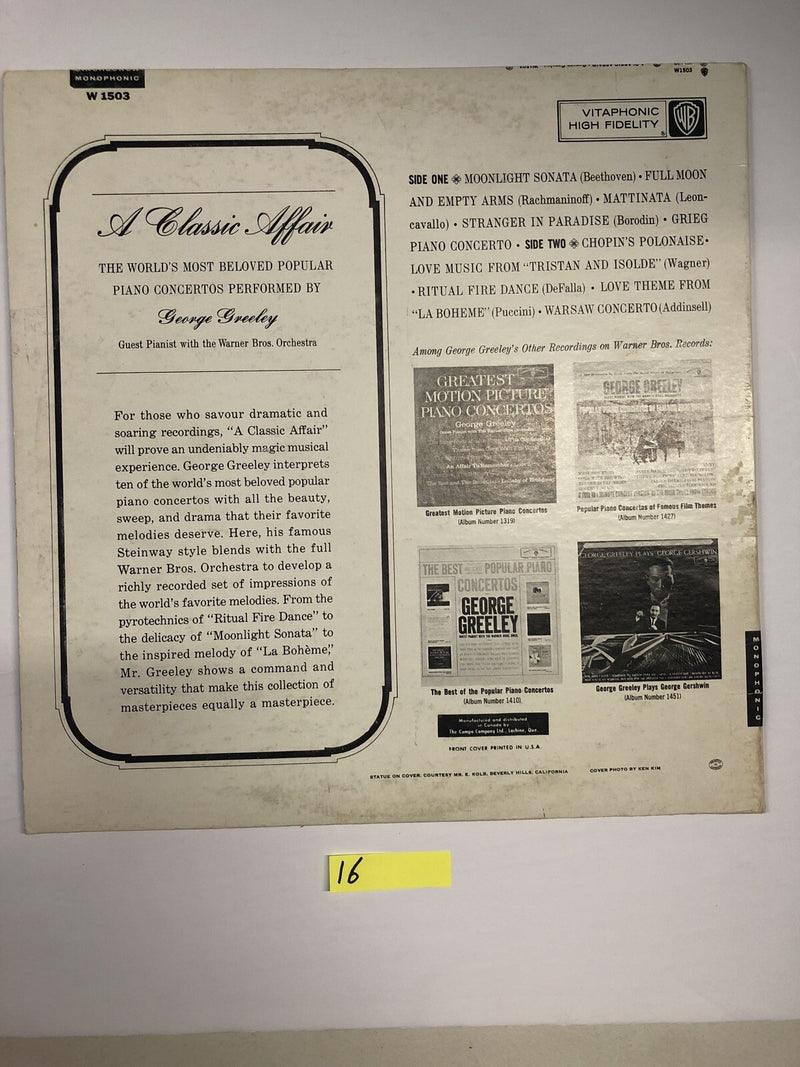 MONOPHONIC
W 1503
W1503
VITAPHONIC
HIGH FIDELITY
WB
A Classic Affair
THE WORLD'S MOST BELOVED POPULAR
PIANO CONCERTOS PERFORMED BY
George Greeley
Guest Pianist with the Warner Bros. Orchestra
For those who savour dramatic and
soaring recordings, “A Classic Affair”
will prove an undeniably magic musical
experience. George Greeley interprets
ten of the world's most beloved popular
piano concertos with all the beauty,
sweep, and drama that their favorite
melodies deserve. Here, his famous
Steinway style blends with the full
Warner Bros. Orchestra to develop a
richly recorded set of impressions of
the world's favorite melodies. From the
pyrotechnics of “Ritual Fire Dance” to
the delicacy of “Moonlight Sonata” to
the inspired melody of “La Bohème,”
Mr. Greeley shows a command and
versatility that make this collection of
masterpieces equally a masterpiece.
SIDE ONE ❋ MOONLIGHT SONATA (Beethoven) • FULL MOON
AND EMPTY ARMS (Rachmaninoff) • MATTINATA (Leon-
cavallo) • STRANGER IN PARADISE (Borodin) • GRIEG
PIANO CONCERTO • SIDE TWO ❋ CHOPIN'S POLONAISE •
LOVE MUSIC FROM “TRISTAN AND ISOLDE” (Wagner)
• RITUAL FIRE DANCE (DeFalla) • LOVE THEME FROM
“LA BOHEME” (Puccini) • WARSAW CONCERTO (Addinsell)
Among George Greeley's Other Recordings on Warner Bros. Records:
GREATEST
MOTION PICTURE
PIANO CONCERTOS
George Greeley
An Affair To Remember
Greatest Motion Picture Piano Concertos
(Album Number 1319)
GEORGE GREELEY
Popular Piano Concertos of Famous Film Themes
(Album Number 1427)
THE BEST OF THE POPULAR PIANO
CONCERTOS
GEORGE
GREELEY
The Best of the Popular Piano Concertos
(Album Number 1410)
GEORGE GREELEY PLAYS GEORGE GERSHWIN
George Greeley Plays George Gershwin
(Album Number 1451)
MONOPHONIC
Manufactured and distributed
in Canada by
The Compo Company Ltd., Lachine, Que.
FRONT COVER PRINTED IN U.S.A.
STATUE ON COVER, COURTESY MR. E. KOLB, BEVERLY HILLS, CALIFORNIA
COVER PHOTO BY KEN KIM
16